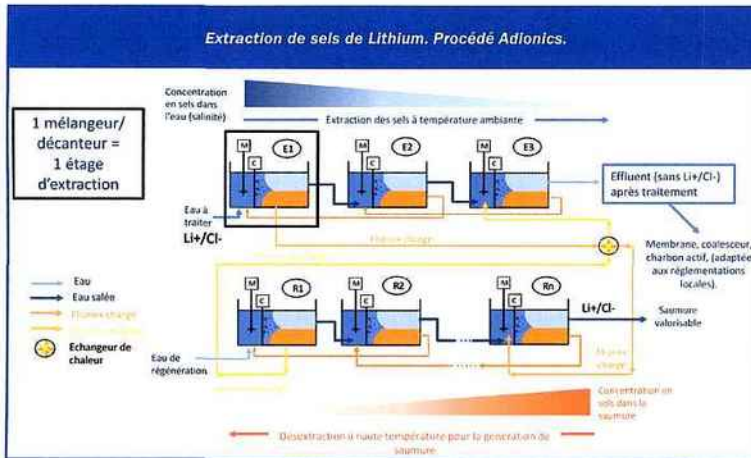 Extraction de sels de Lithium. Procédé Adionics.
Concentration
en sels dans
l'eau (salinité)
Extraction des sels à température ambiante
1 mélangeur/
décanteur =
1 étage
d'extraction
M
C
E1
M
C
E2
M
C
E3
Effluent (sans Li+/Cl-)
après traitement
Eau à
traiter
Li+/Cl-
chargé
Membrane, coalesceur,
charbon actif, (adaptée
aux réglementations
locales).
Eau
Eau salée
chargé
Echangeur de
chaleur
M
C
R1
M
C
R2
M
C
Rn
Li+/Cl-
Saumure
valorisable
Eau de
régénération
chargé
Concentration en
sels dans la
saumure
Désextraction à haute température pour la génération de
saumure